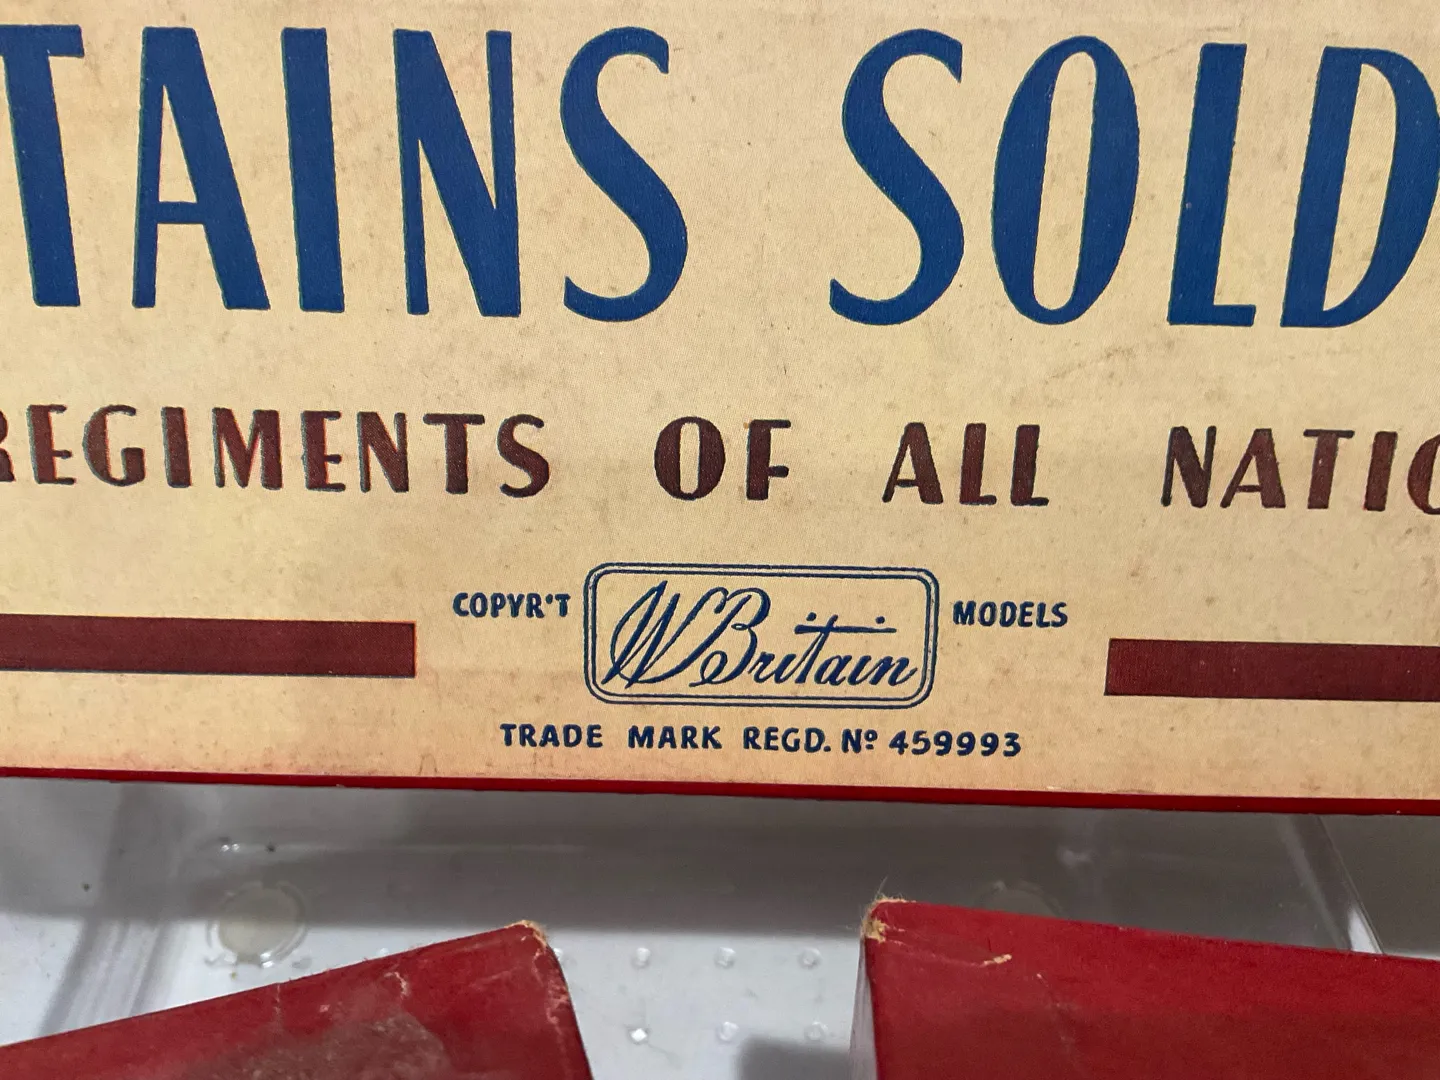 TAINS SOLD
REGIMENTS OF ALL NATIO
COPYR'T W Britain MODELS
TRADE MARK REGD. Nº 459993